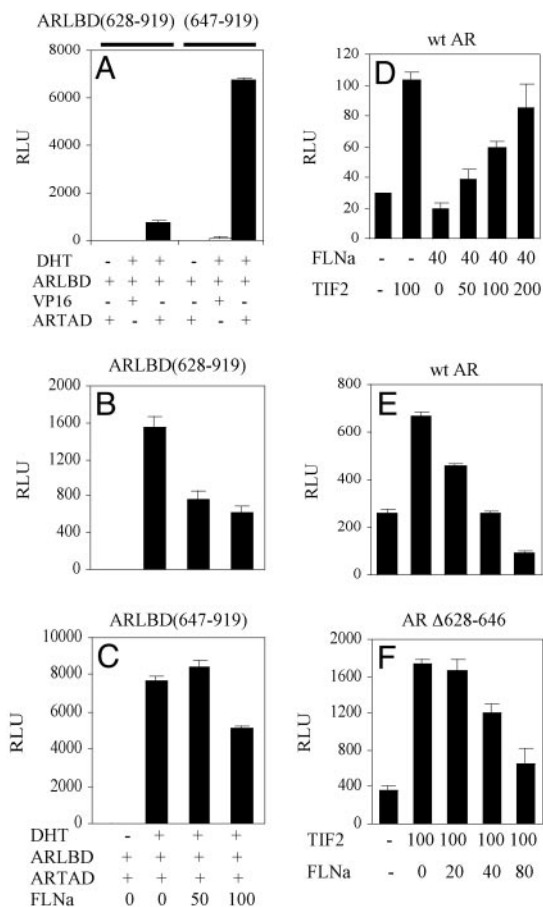 ARLBD(628-919) (647-919)
A
RLU
8000
6000
4000
2000
0
DHT - + + - + +
ARLBD + + + + + +
VP16 - + - - + -
ARTAD + - + + - +
wt AR
D
RLU
120
100
80
60
40
20
0
FLNa - - 40 40 40 40
TIF2 - 100 0 50 100 200
ARLBD(628-919)
B
RLU
2000
1600
1200
800
400
0
wt AR
E
RLU
800
600
400
200
0
ARLBD(647-919)
C
RLU
10000
8000
6000
4000
2000
0
DHT - + + +
ARLBD + + + +
ARTAD + + + +
FLNa 0 0 50 100
AR Δ628-646
F
RLU
2000
1600
1200
800
400
0
TIF2 - 100 100 100 100
FLNa - 0 20 40 80